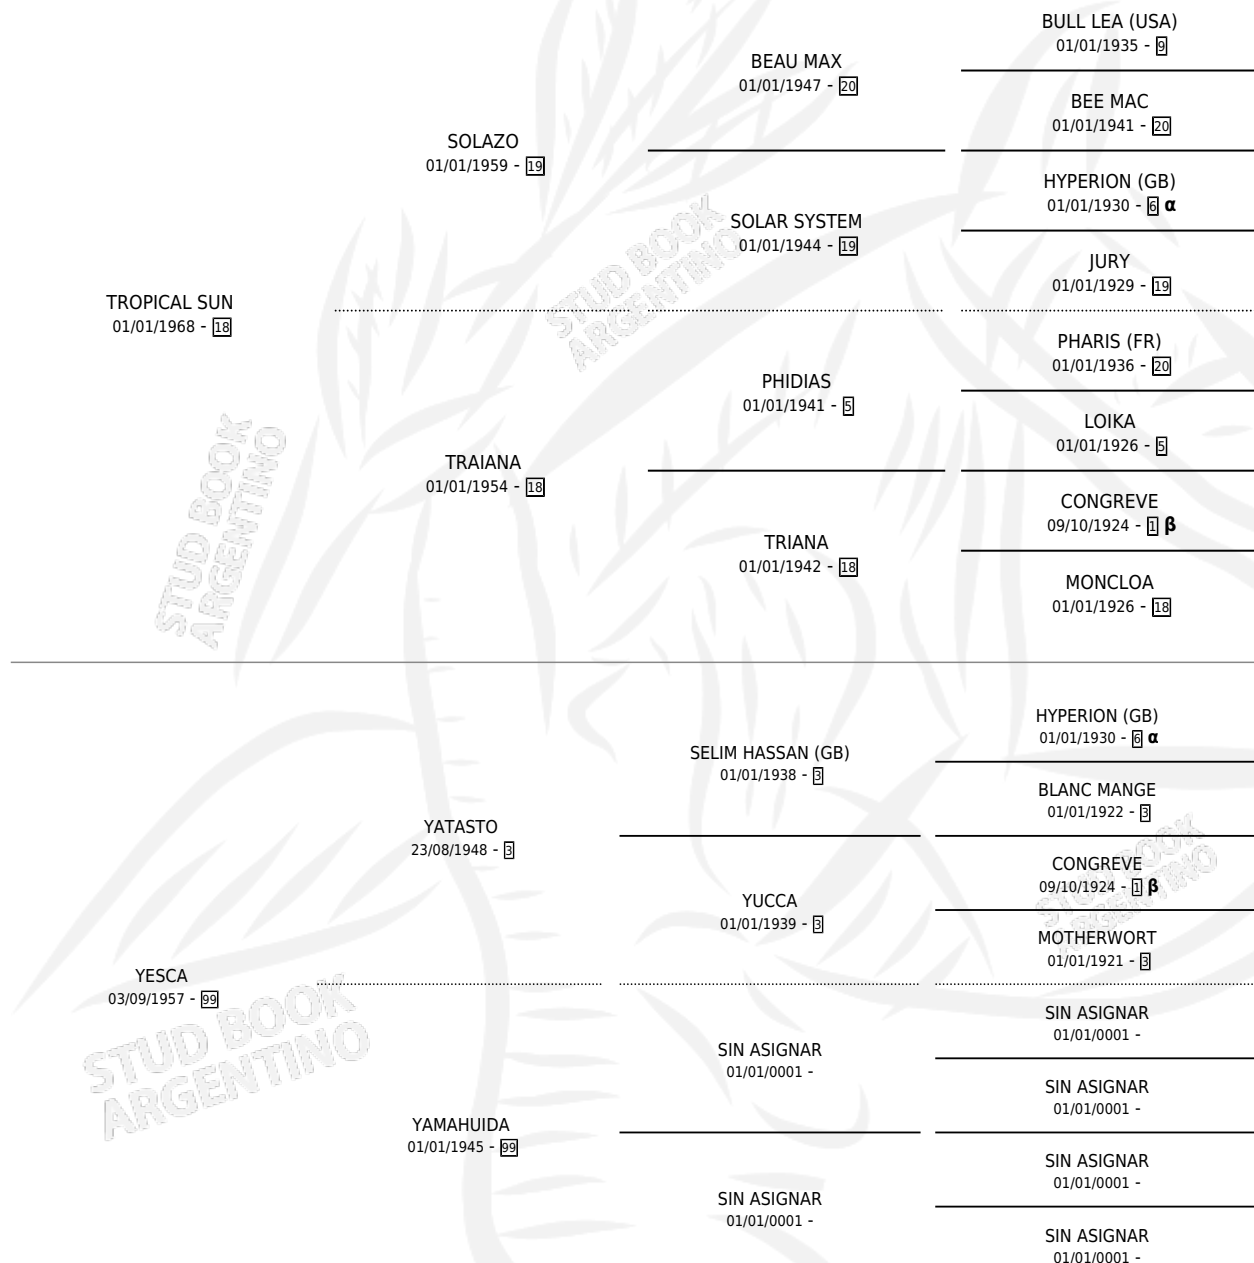 BULL LEA (USA)
01/01/1935 - 9
BEAU MAX
01/01/1947 - 20
BEE MAC
01/01/1941 - 20
SOLAZO
01/01/1959 - 19
HYPERION (GB)
01/01/1930 - 6 α
SOLAR SYSTEM
01/01/1944 - 19
JURY
01/01/1929 - 19
TROPICAL SUN
01/01/1968 - 18
PHARIS (FR)
01/01/1936 - 20
PHIDIAS
01/01/1941 - 5
LOIKA
01/01/1926 - 5
TRAIANA
01/01/1954 - 18
CONGREVE
09/10/1924 - 1 β
TRIANA
01/01/1942 - 18
MONCLOA
01/01/1926 - 18
STUD BOOK
ARGENTINO
STUD BOOK
ARGENTINO
HYPERION (GB)
01/01/1930 - 6 α
SELIM HASSAN (GB)
01/01/1938 - 3
BLANC MANGE
01/01/1922 - 3
YATASTO
23/08/1948 - 3
CONGREVE
09/10/1924 - 1 β
YUCCA
01/01/1939 - 3
MOTHERWORT
01/01/1921 - 3
YESCA
03/09/1957 - 99
SIN ASIGNAR
01/01/0001 -
SIN ASIGNAR
01/01/0001 -
SIN ASIGNAR
01/01/0001 -
YAMAHUIDA
01/01/1945 - 99
SIN ASIGNAR
01/01/0001 -
SIN ASIGNAR
01/01/0001 -
SIN ASIGNAR
01/01/0001 -
STUD BOOK
ARGENTINO
STUD BOOK
ARGENTINO